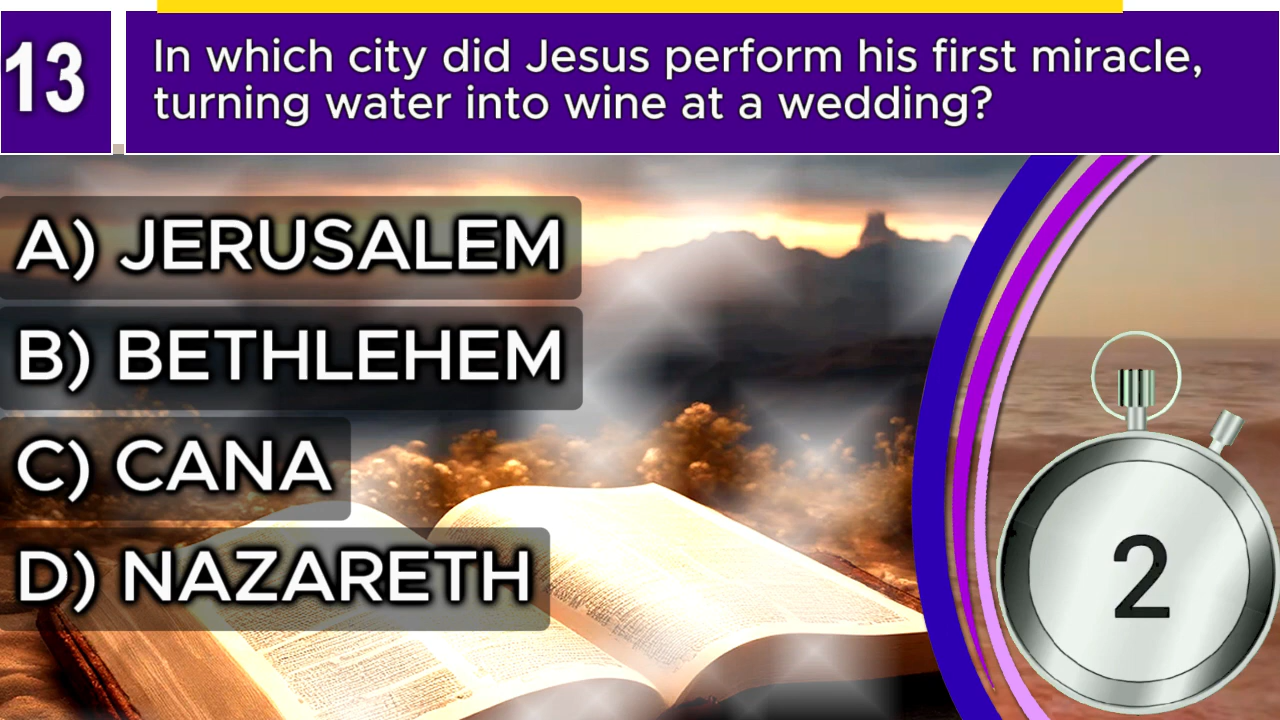 13
In which city did Jesus perform his first miracle,
turning water into wine at a wedding?
A) JERUSALEM
B) BETHLEHEM
C) CANA
D) NAZARETH
2